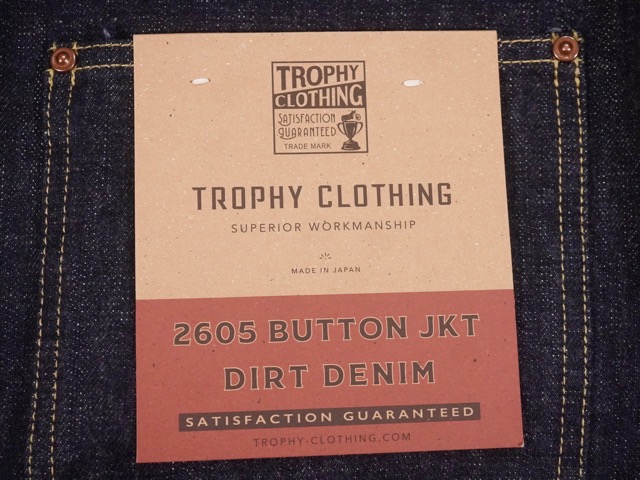 TROPHY
CLOTHING
SATISFACTION
GUARANTEED
TRADE MARK
TROPHY CLOTHING
SUPERIOR WORKMANSHIP
MADE IN JAPAN
2605 BUTTON JKT
DIRT DENIM
SATISFACTION GUARANTEED
TROPHY-CLOTHING.COM